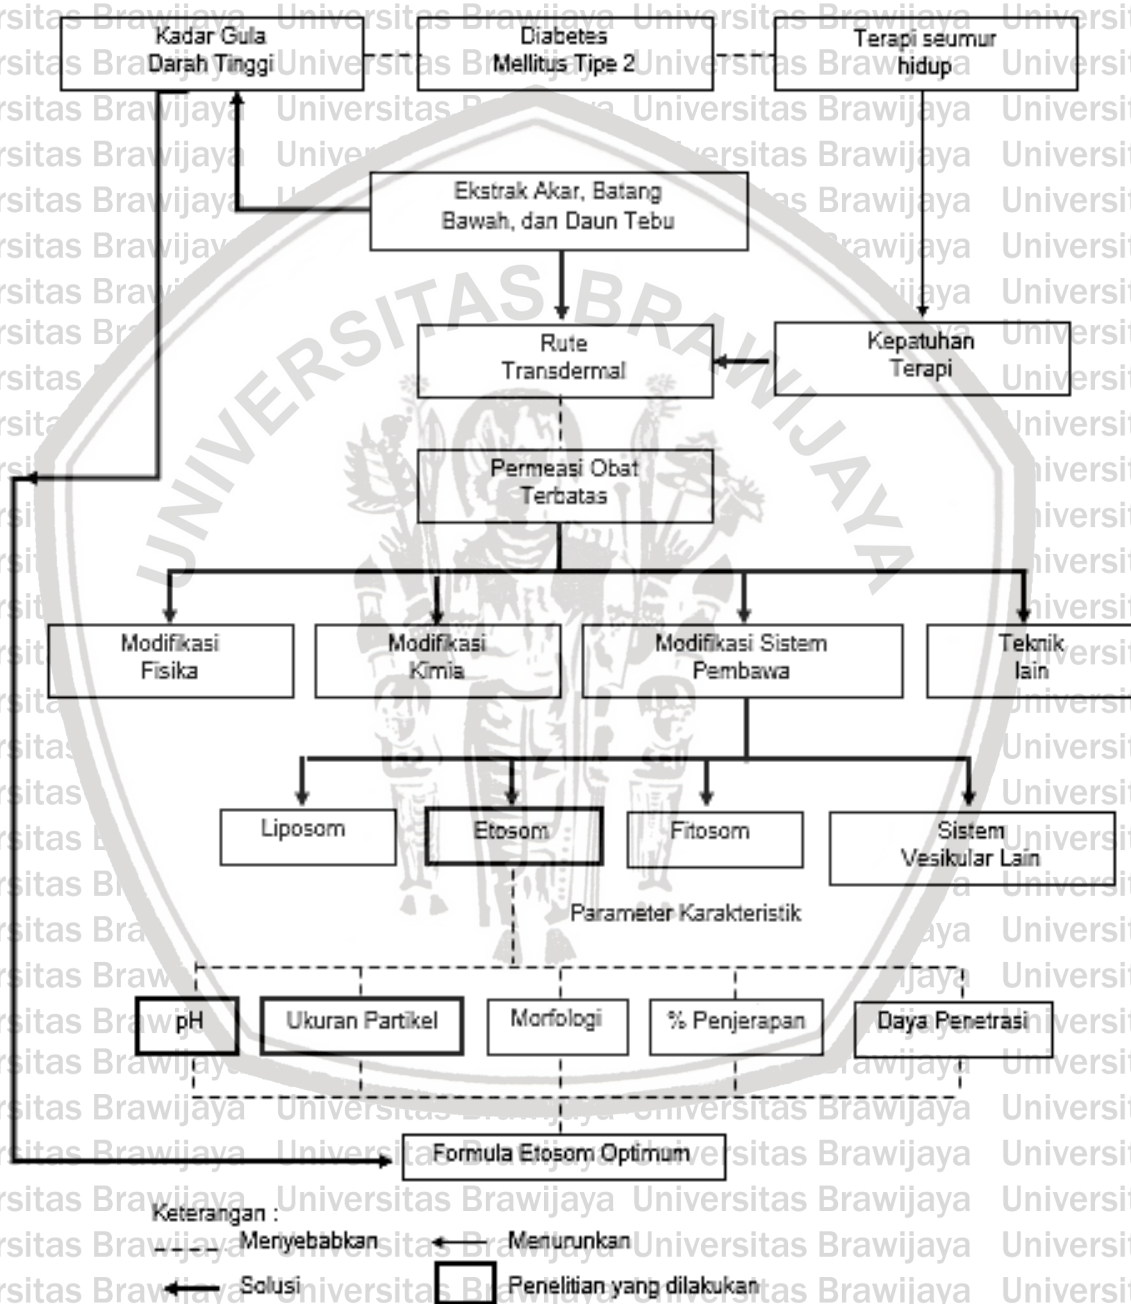 Kadar Gula
Darah Tinggi
Diabetes
Mellitus Tipe 2
Terapi seumur
hidup
Ekstrak Akar, Batang
Bawah, dan Daun Tebu
Rute
Transdermal
Kepatuhan
Terapi
UNIVERSITAS BRAWIJAYA
Permeasi Obat
Terbatas
Modifikasi
Fisika
Modifikasi
Kimia
Modifikasi Sistem
Pembawa
Teknik
lain
Liposom
Etosom
Fitosom
Sistem
Vesikular Lain
Parameter Karakteristik
pH
Ukuran Partikel
Morfologi
% Penjerapan
Daya Penetrasi
Formula Etosom Optimum
Keterangan :
Menyebabkan
Menurunkan
Solusi
Penelitian yang dilakukan